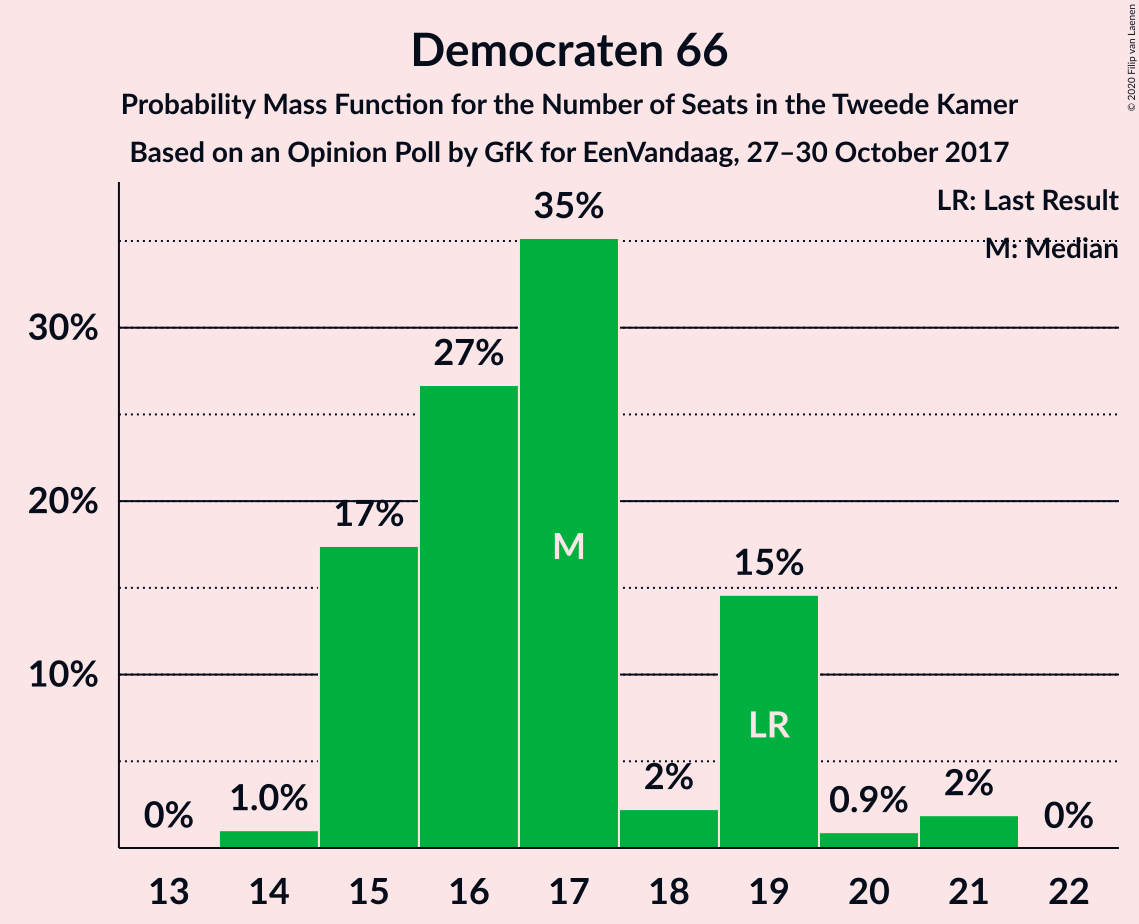 Democraten 66
Probability Mass Function for the Number of Seats in the Tweede Kamer
Based on an Opinion Poll by GfK for EenVandaag, 27–30 October 2017
© 2020 Filip van Laenen
LR: Last Result
M: Median
30%
20%
10%
0%
1.0%
17%
27%
35%
2%
15%
0.9%
2%
0%
M
LR
13 14 15 16 17 18 19 20 21 22